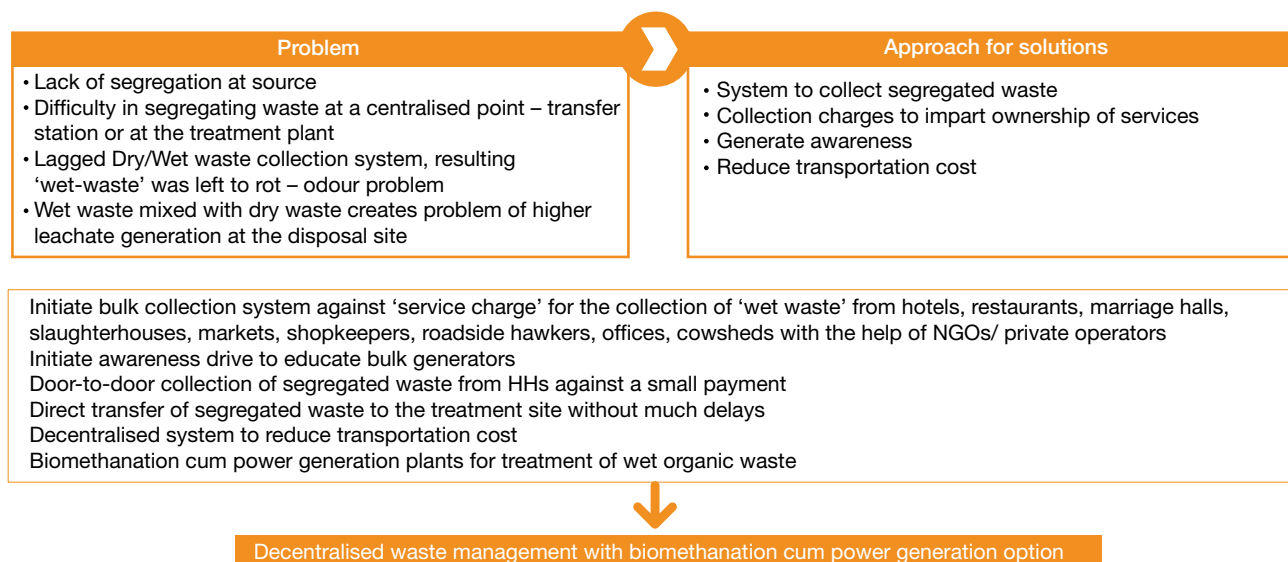 Problem
Approach for solutions
• Lack of segregation at source
• Difficulty in segregating waste at a centralised point – transfer
station or at the treatment plant
• Lagged Dry/Wet waste collection system, resulting
‘wet-waste’ was left to rot – odour problem
• Wet waste mixed with dry waste creates problem of higher
leachate generation at the disposal site
• System to collect segregated waste
• Collection charges to impart ownership of services
• Generate awareness
• Reduce transportation cost
Initiate bulk collection system against ‘service charge’ for the collection of ‘wet waste’ from hotels, restaurants, marriage halls,
slaughterhouses, markets, shopkeepers, roadside hawkers, offices, cowsheds with the help of NGOs/ private operators
Initiate awareness drive to educate bulk generators
Door-to-door collection of segregated waste from HHs against a small payment
Direct transfer of segregated waste to the treatment site without much delays
Decentralised system to reduce transportation cost
Biomethanation cum power generation plants for treatment of wet organic waste
Decentralised waste management with biomethanation cum power generation option